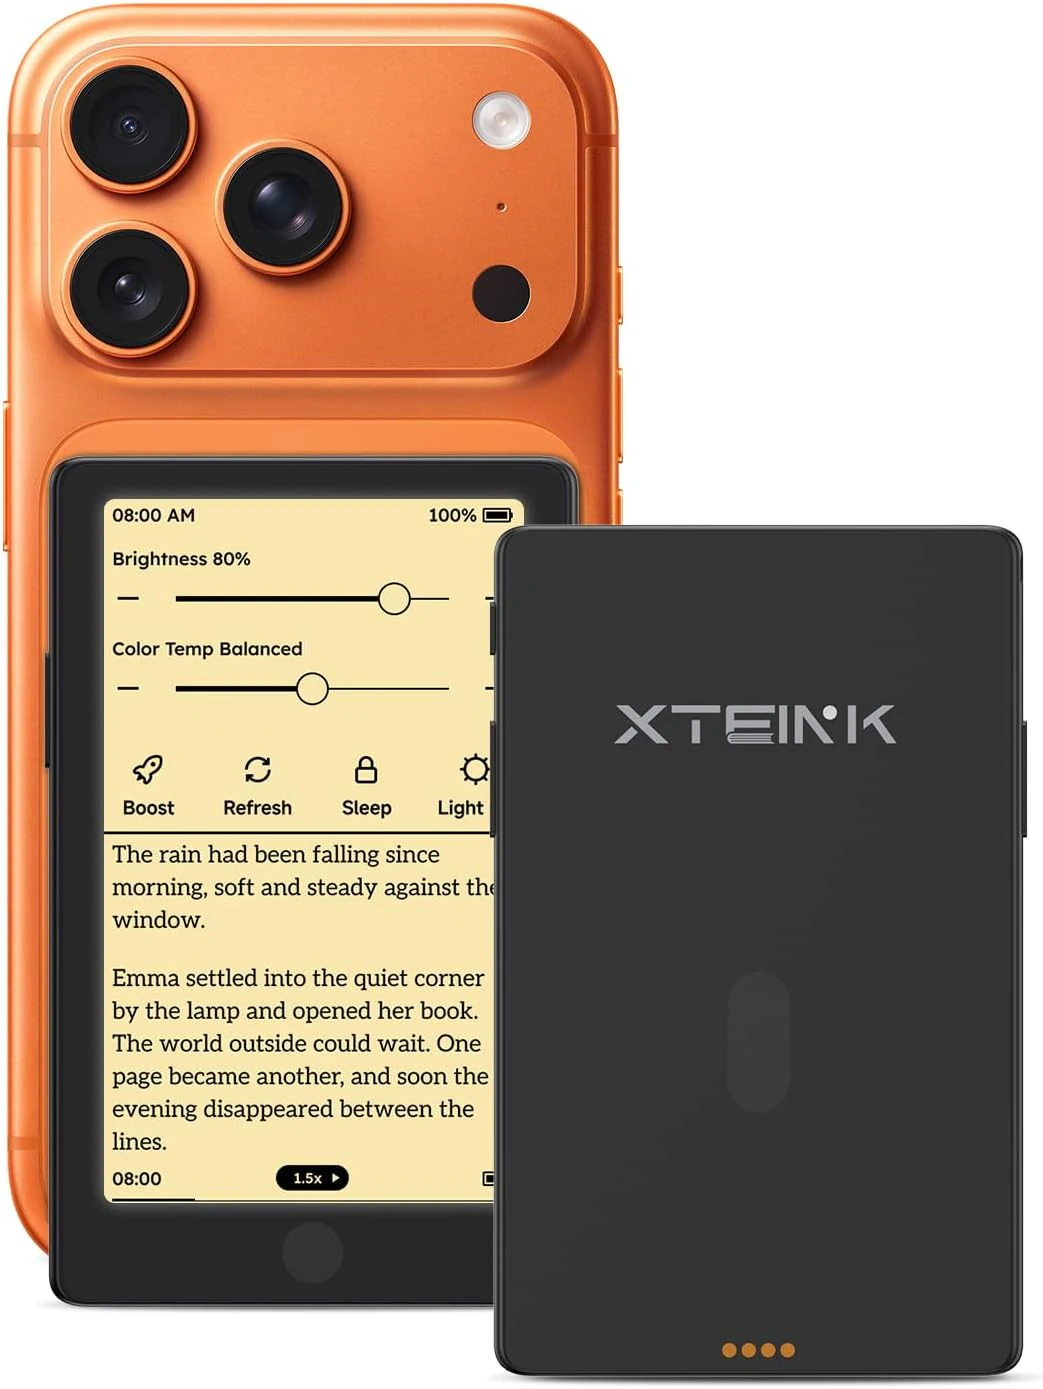 08:00 AM 100%
Brightness 80%
Color Temp Balanced
Boost Refresh Sleep Light
The rain had been falling since
morning, soft and steady against the
window.
Emma settled into the quiet corner
by the lamp and opened her book.
The world outside could wait. One
page became another, and soon the
evening disappeared between the
lines.
08:00 1.5x
XTEINK